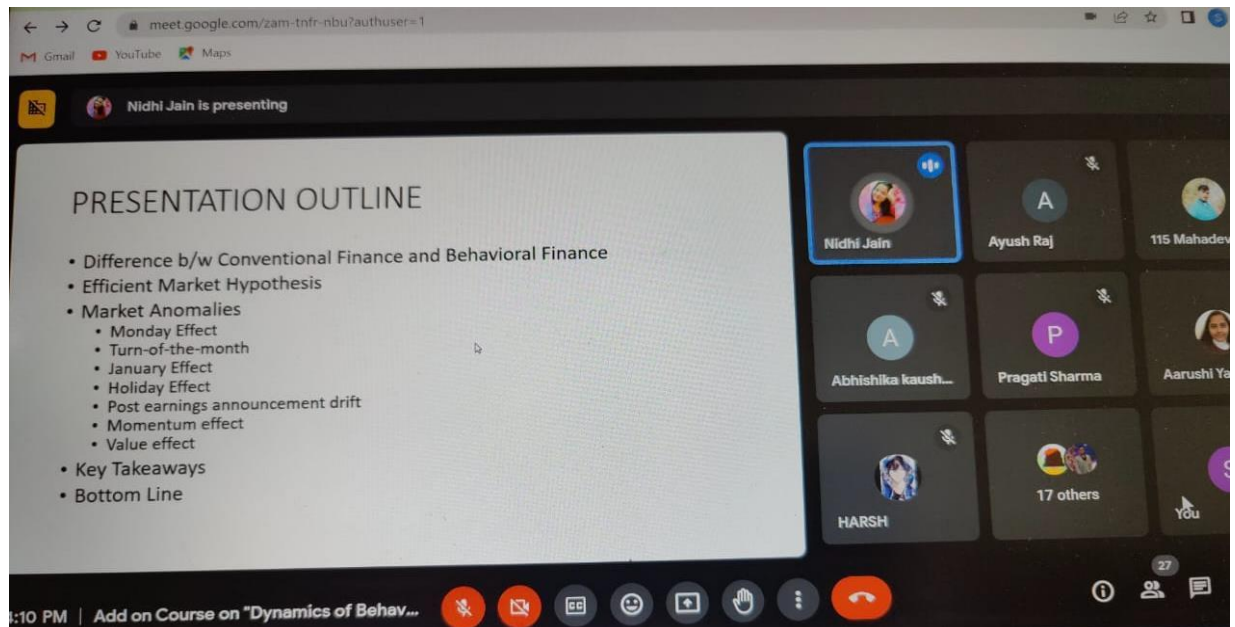 meet.google.com/zam-tnfr-nbu?authuser=1
Gmail YouTube Maps
Nidhi Jain is presenting
PRESENTATION OUTLINE
• Difference b/w Conventional Finance and Behavioral Finance
• Efficient Market Hypothesis
• Market Anomalies
• Monday Effect
• Turn-of-the-month
• January Effect
• Holiday Effect
• Post earnings announcement drift
• Momentum effect
• Value effect
• Key Takeaways
• Bottom Line
Nidhi Jain
A
Ayush Raj
115 Mahadev
A
Abhishika kaush...
P
Pragati Sharma
Aarushi Ya
HARSH
17 others
S
You
:10 PM | Add on Course on "Dynamics of Behav...
CC
27